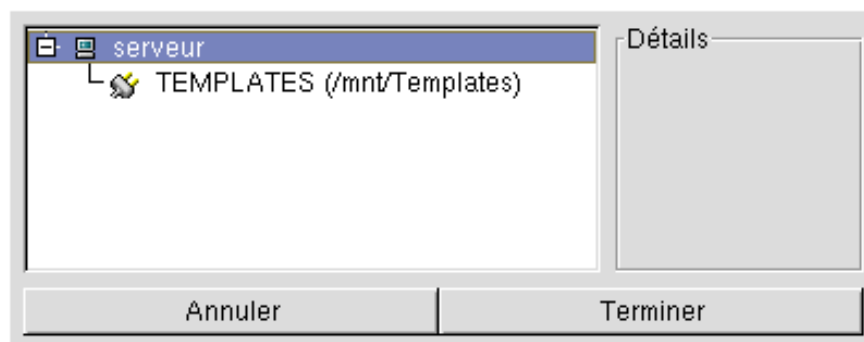 serveur
TEMPLATES (/mnt/Templates)
Détails
Annuler
Terminer